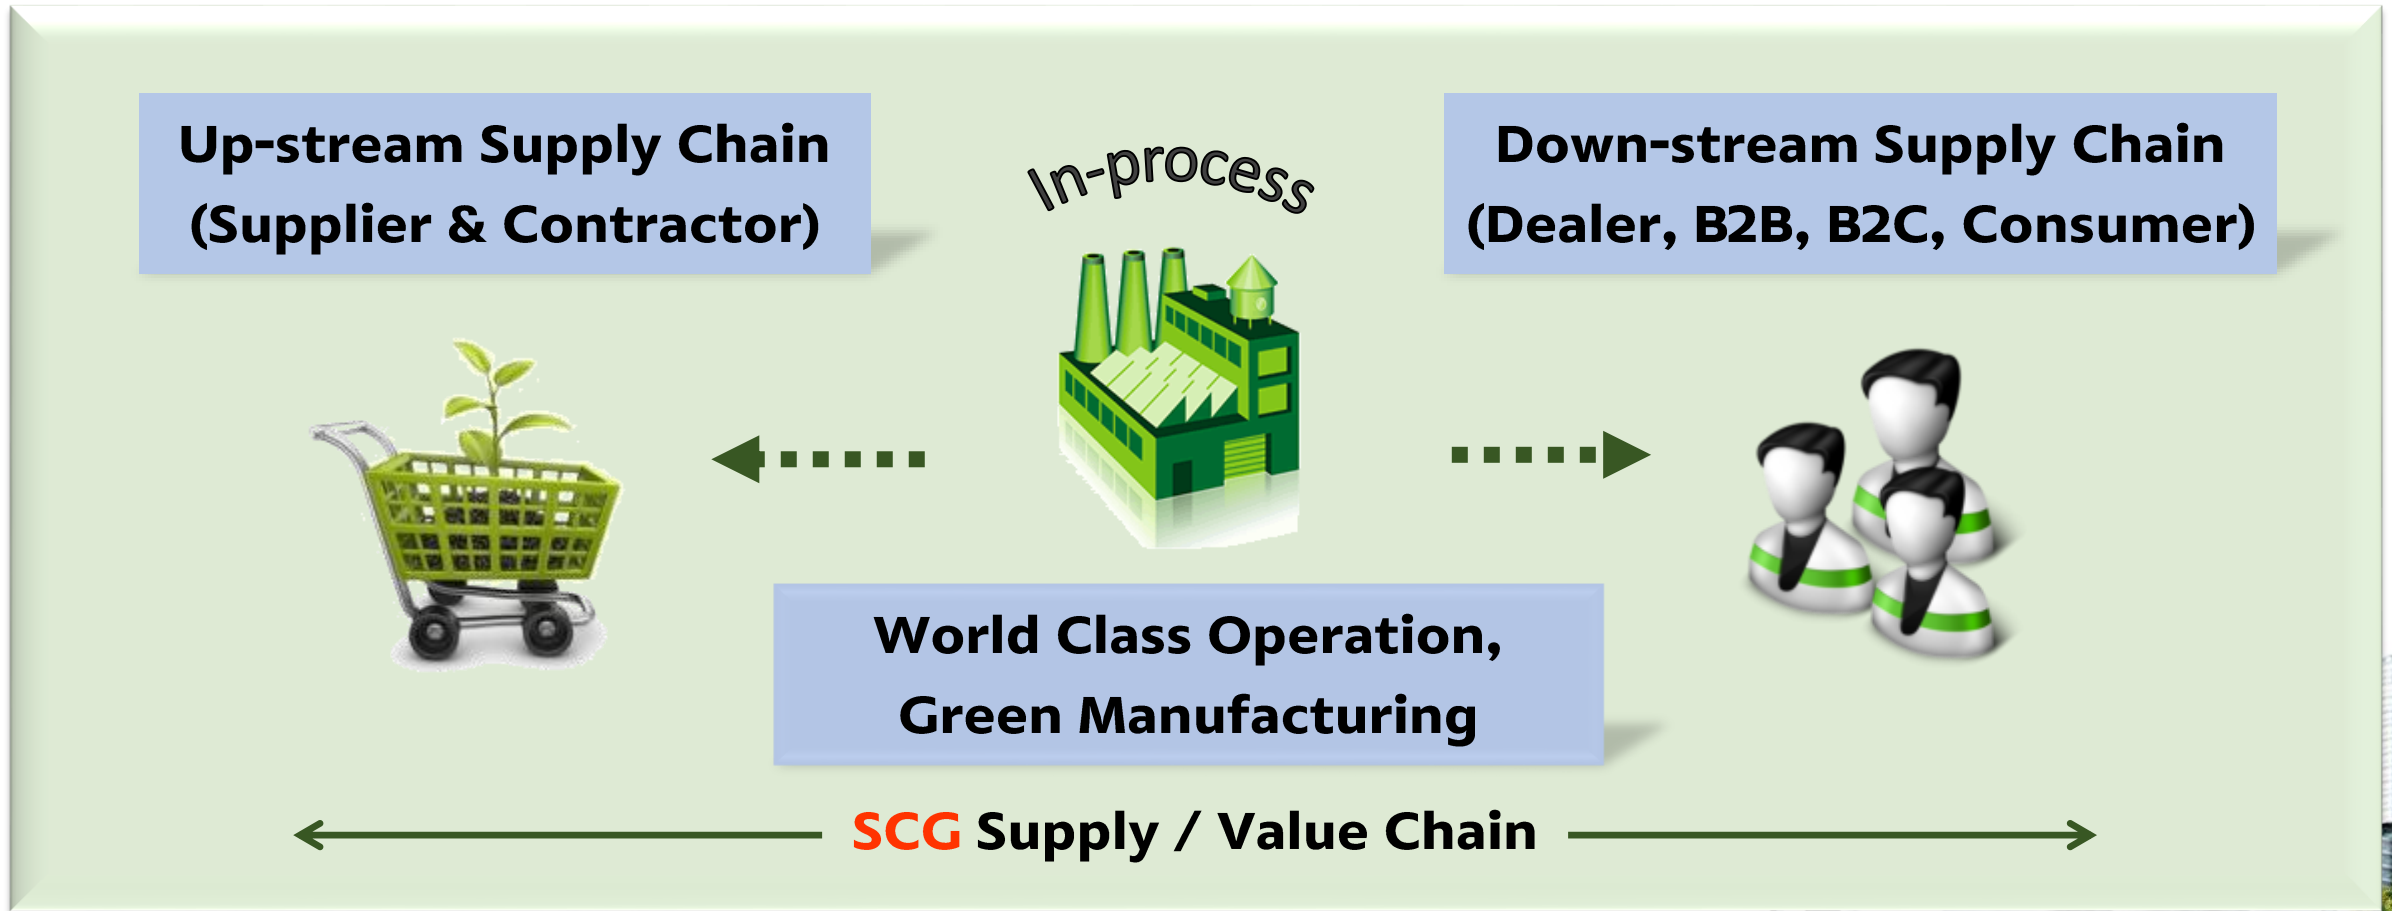 Up-stream Supply Chain
(Supplier & Contractor)
In-process
Down-stream Supply Chain
(Dealer, B2B, B2C, Consumer)
World Class Operation,
Green Manufacturing
SCG Supply / Value Chain